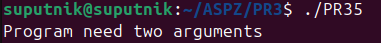 suputnik@suputnik:~/ASPZ/PR3$ ./PR35
Program need two arguments